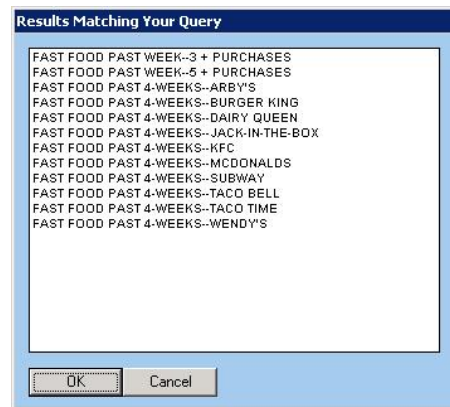 Results Matching Your Query
FAST FOOD PAST WEEK--3 + PURCHASES
FAST FOOD PAST WEEK--5 + PURCHASES
FAST FOOD PAST 4-WEEKS--ARBY'S
FAST FOOD PAST 4-WEEKS--BURGER KING
FAST FOOD PAST 4-WEEKS--DAIRY QUEEN
FAST FOOD PAST 4-WEEKS--JACK-IN-THE-BOX
FAST FOOD PAST 4-WEEKS--KFC
FAST FOOD PAST 4-WEEKS--MCDONALDS
FAST FOOD PAST 4-WEEKS--SUBWAY
FAST FOOD PAST 4-WEEKS--TACO BELL
FAST FOOD PAST 4-WEEKS--TACO TIME
FAST FOOD PAST 4-WEEKS--WENDY'S
OK Cancel